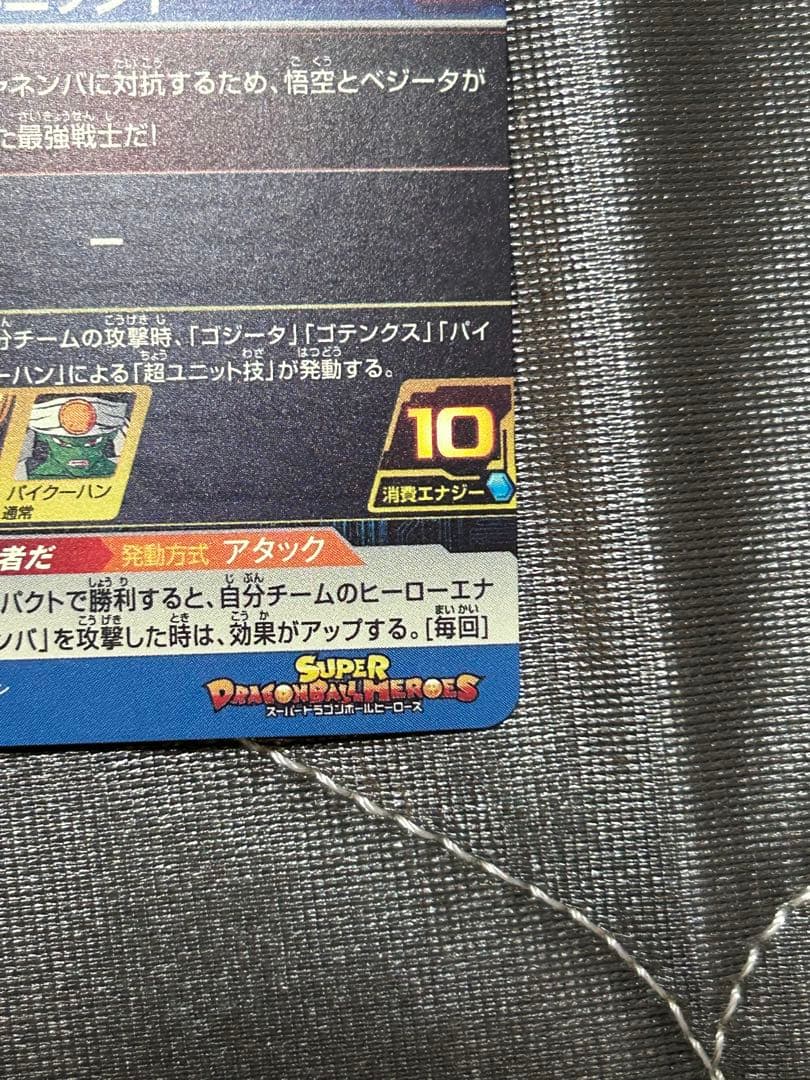 ニット
ャネンバに対抗するため、悟空とベジータが
た最強戦士だ!
ー
分チームの攻撃時、「ゴジータ」「ゴテンクス」「パイ
ーハン」による「超ユニット技」が発動する。
10
パイクーハン
消費エナジー
通常
者だ 発動方式 アタック
パクトで勝利すると、自分チームのヒーローエナ
ンバ」を攻撃した時は、効果がアップする。[毎回]
SUPER
DRAGONBALL HEROES
スーパードラゴンボールヒーローズ